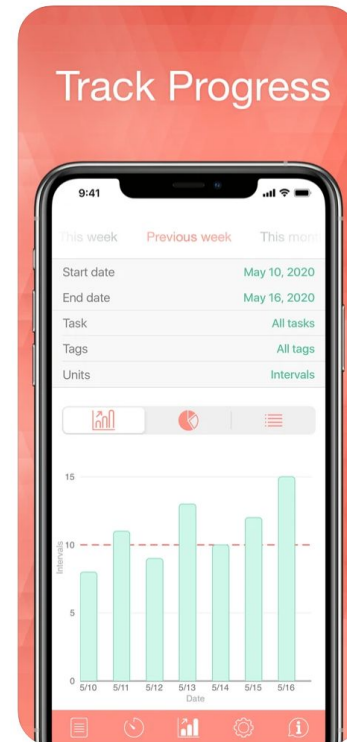 Track Progress
9:41
This week Previous week This mon
Start date May 10, 2020
End date May 16, 2020
Task All tasks
Tags All tags
Units Intervals
15
10
5
0
Intervals
5/10 5/11 5/12 5/13 5/14 5/15 5/16
Date